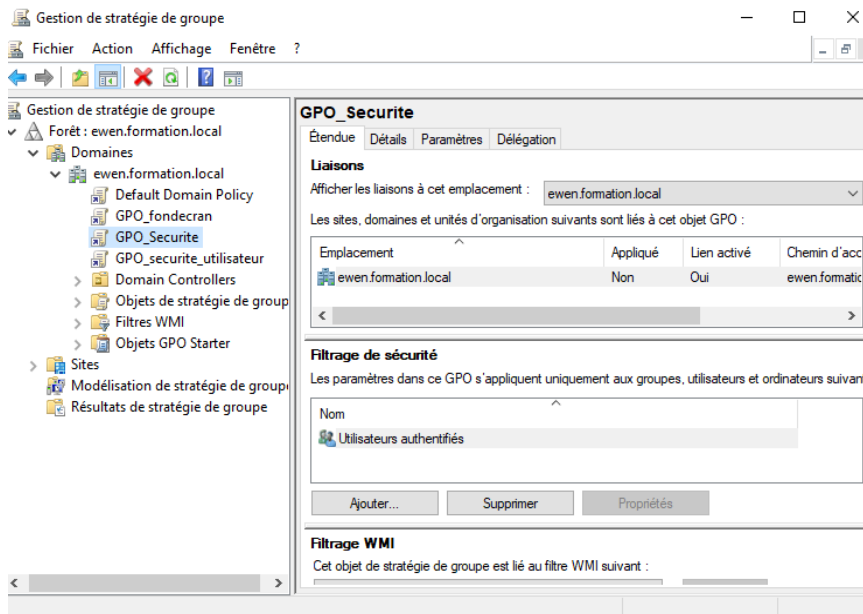 Gestion de stratégie de groupe
Fichier Action Affichage Fenêtre ?
Gestion de stratégie de groupe
Forêt : ewen.formation.local
Domaines
ewen.formation.local
Default Domain Policy
GPO_fondecran
GPO_Securite
GPO_securite_utilisateur
Domain Controllers
Objets de stratégie de group
Filtres WMI
Objets GPO Starter
Sites
Modélisation de stratégie de groupe
Résultats de stratégie de groupe
GPO_Securite
Étendue Détails Paramètres Délégation
Liaisons
Afficher les liaisons à cet emplacement : ewen.formation.local
Les sites, domaines et unités d'organisation suivants sont liés à cet objet GPO :
Emplacement Appliqué Lien activé Chemin d'acc
ewen.formation.local Non Oui ewen.formatic
Filtrage de sécurité
Les paramètres dans ce GPO s'appliquent uniquement aux groupes, utilisateurs et ordinateurs suivan
Nom
Utilisateurs authentifiés
Ajouter... Supprimer Propriétés
Filtrage WMI
Cet objet de stratégie de groupe est lié au filtre WMI suivant :